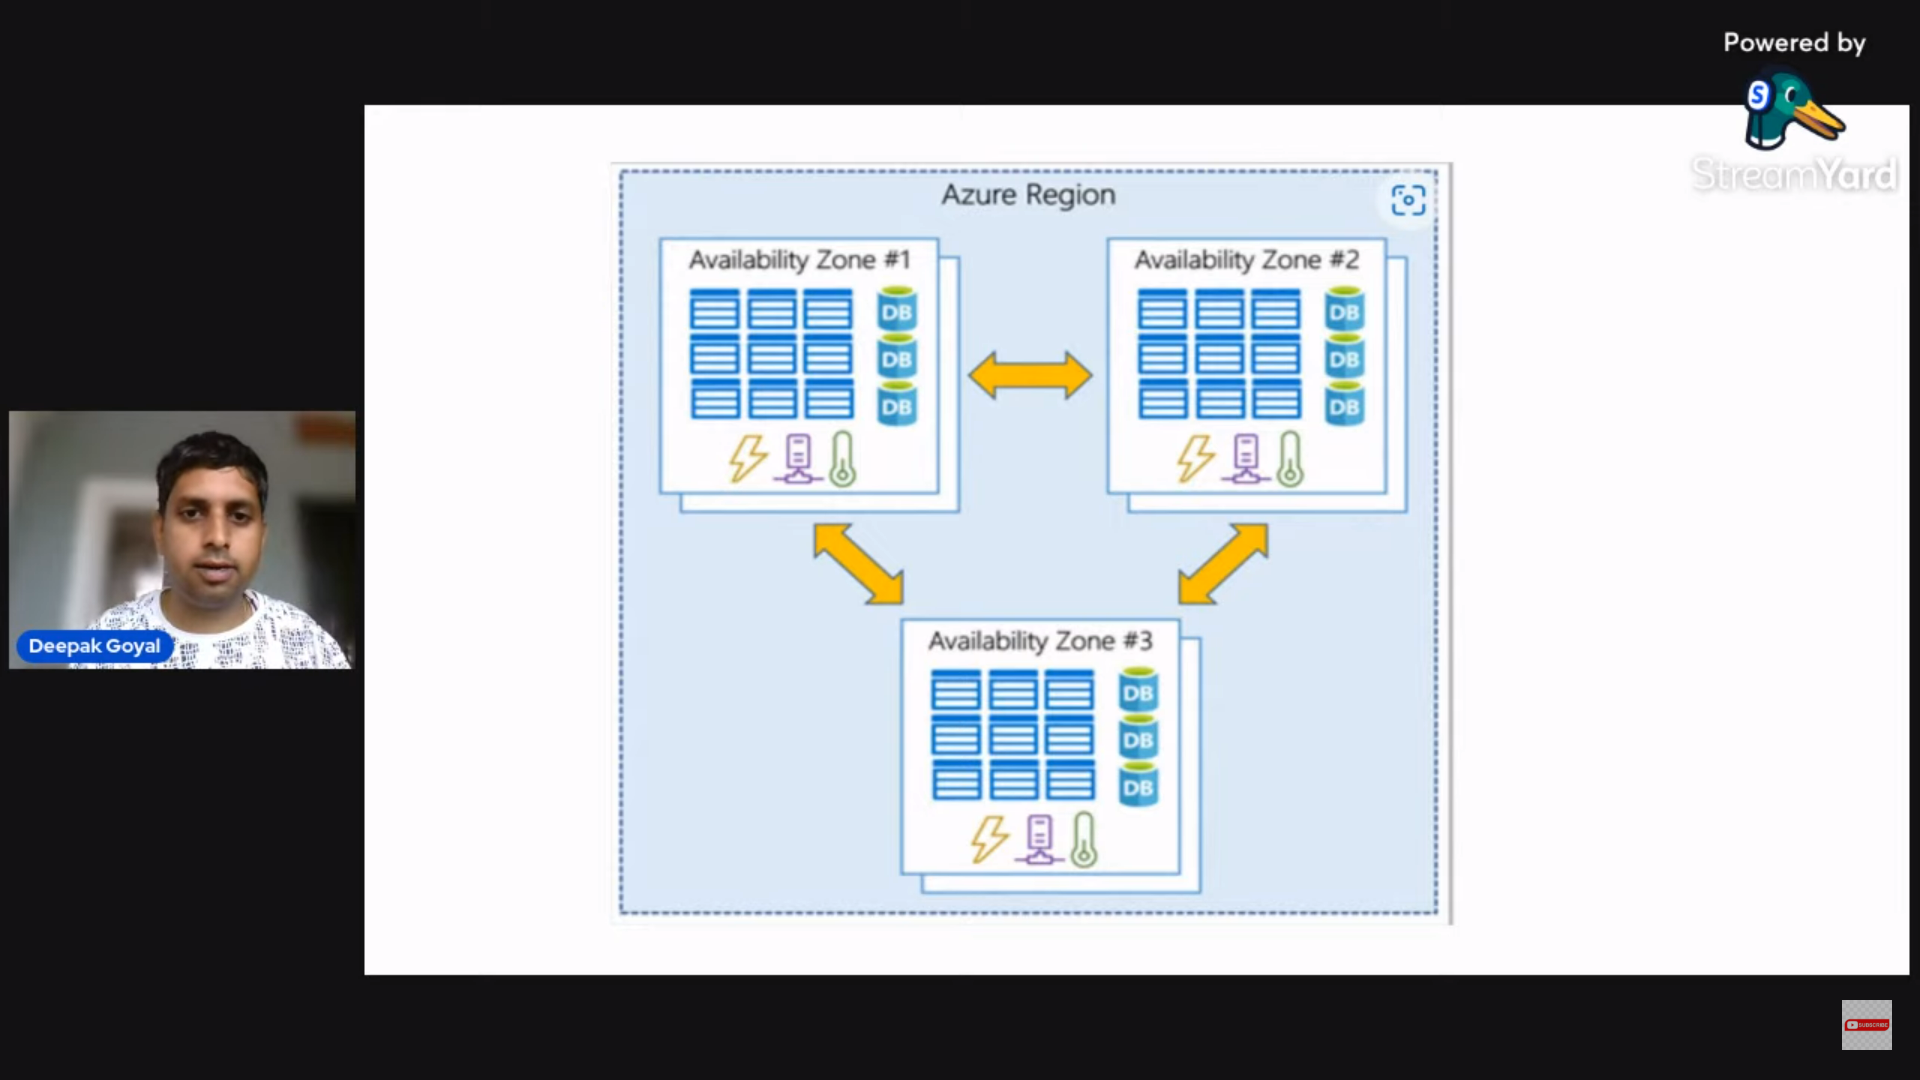 Powered by
S
StreamYard
Azure Region
Availability Zone #1
DB
DB
DB
Availability Zone #2
DB
DB
DB
Availability Zone #3
DB
DB
DB
Deepak Goyal
SUBSCRIBE